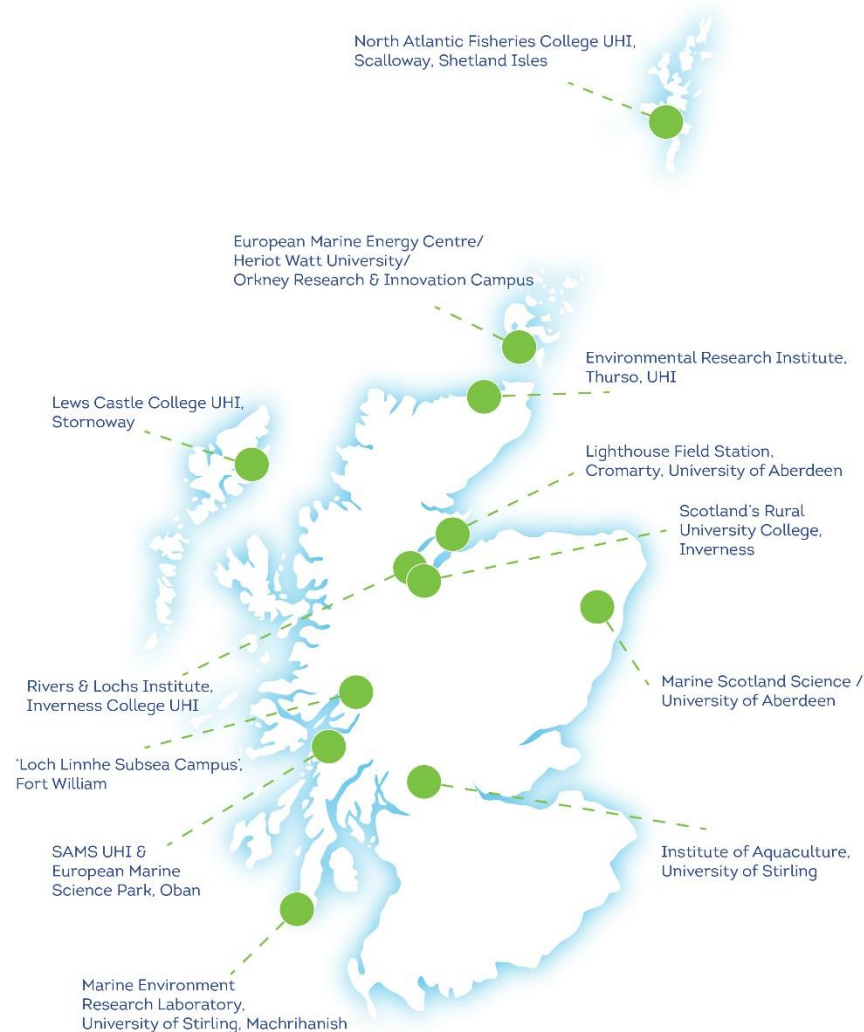 North Atlantic Fisheries College UHI,
Scalloway, Shetland Isles
European Marine Energy Centre/
Heriot Watt University/
Orkney Research & Innovation Campus
Environmental Research Institute,
Thurso, UHI
Lews Castle College UHI,
Stornoway
Lighthouse Field Station,
Cromarty, University of Aberdeen
Scotland's Rural
University College,
Inverness
Rivers & Lochs Institute,
Inverness College UHI
Marine Scotland Science /
University of Aberdeen
'Loch Linnhe Subsea Campus',
Fort William
SAMS UHI &
European Marine
Science Park, Oban
Institute of Aquaculture,
University of Stirling
Marine Environment
Research Laboratory,
University of Stirling, Machrihanish